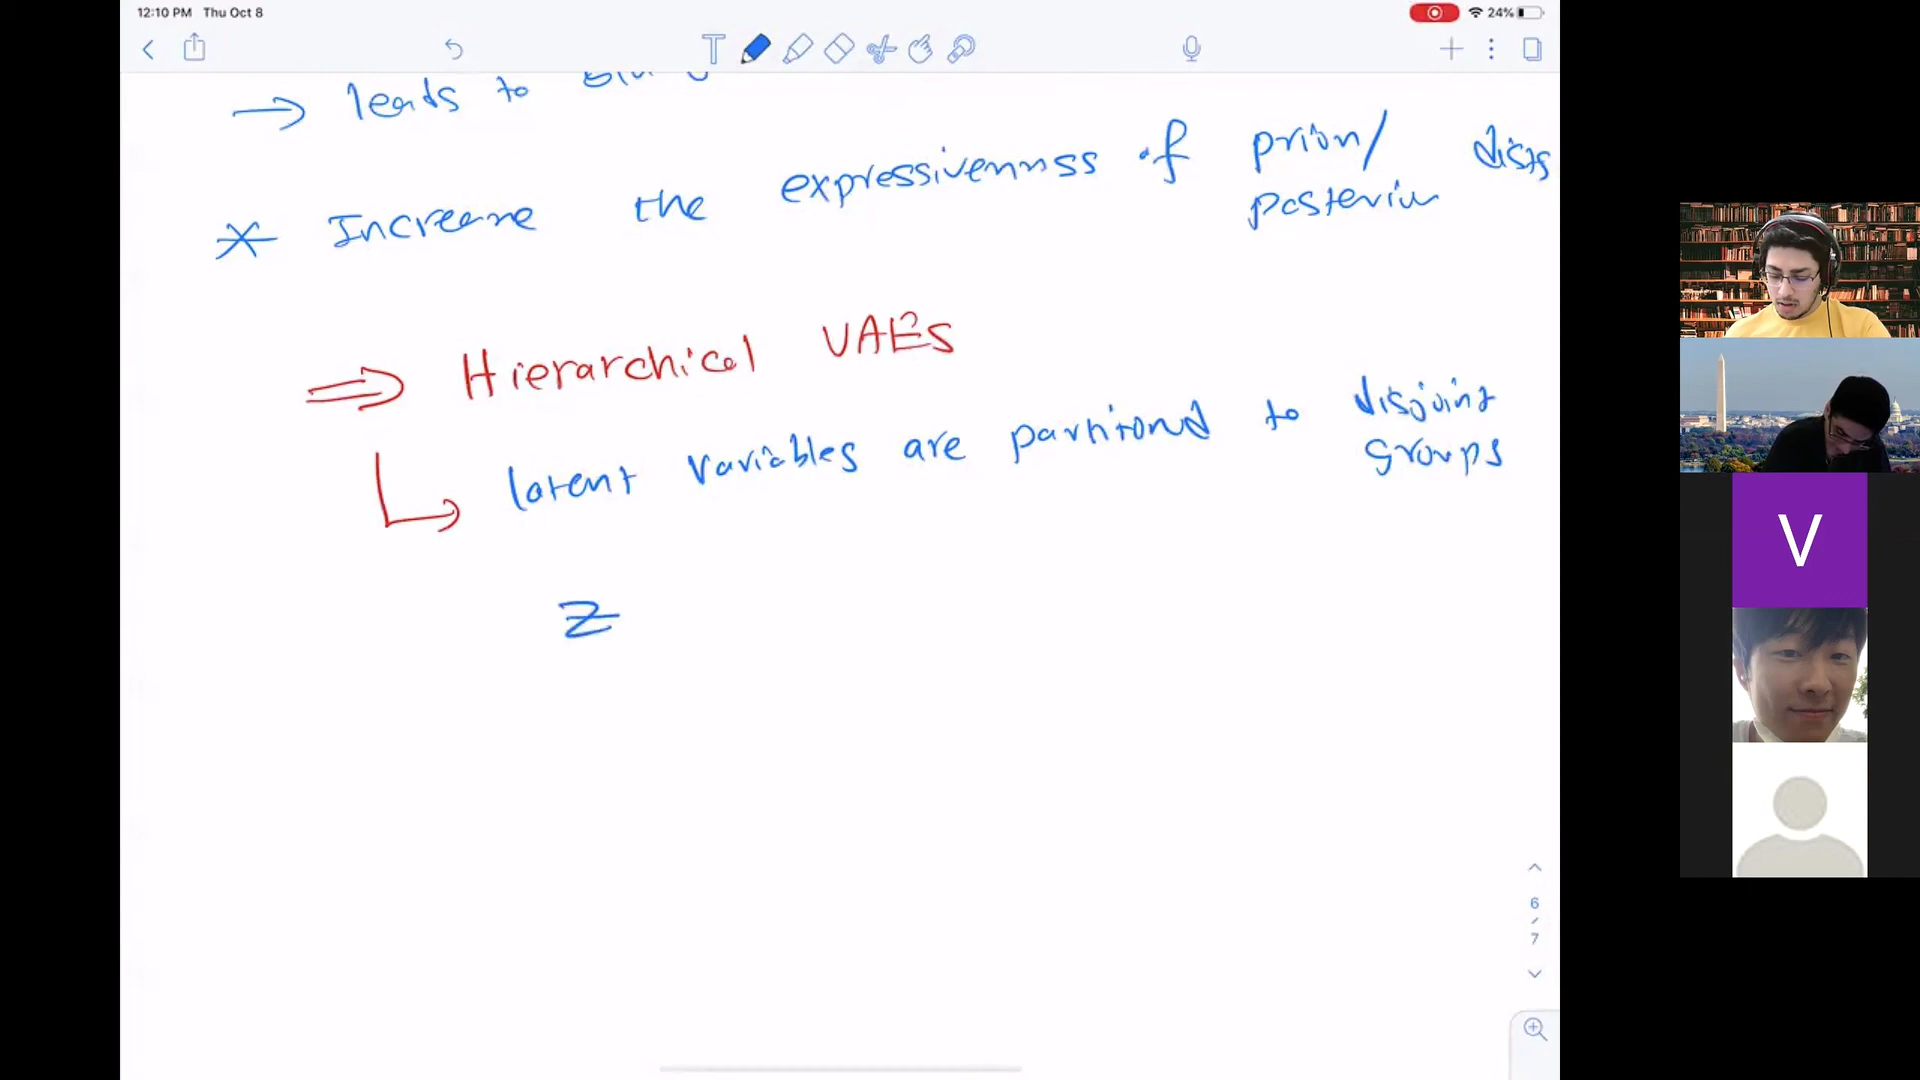 12:10 PM Thu Oct 8
24%
T
→ leads to
* Increase the expressiveness of prior/ posterior dists
⇒ Hierarchical VAEs
↳ latent variables are partitioned to disjoint groups
Z
V
6
/
7